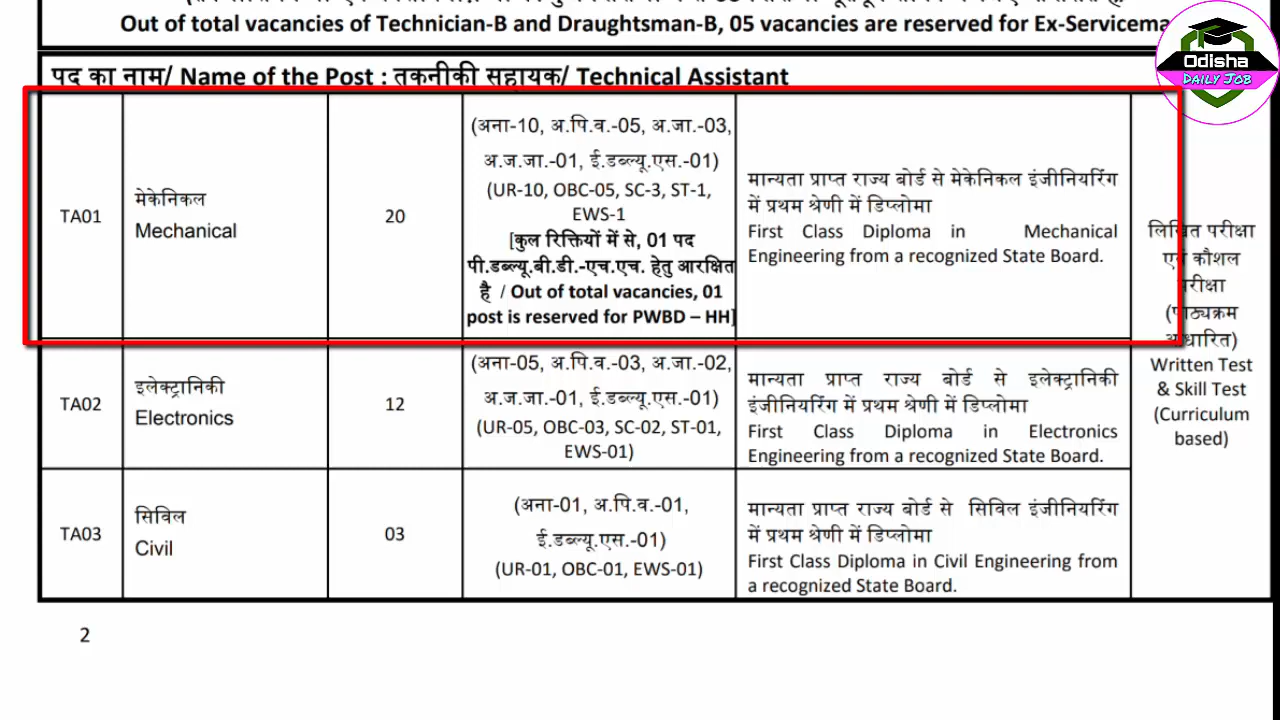 Out of total vacancies of Technician-B and Draughtsman-B, 05 vacancies are reserved for Ex-Servicema
Odisha
DAILY JOB
पद का नाम/ Name of the Post : तकनीकी सहायक/ Technical Assistant
TA01
मेकेनिकल
Mechanical
20
(अना-10, अ.पि.व.-05, अ.जा.-03,
अ.ज.जा.-01, ई.डब्ल्यू.एस.-01)
(UR-10, OBC-05, SC-3, ST-1,
EWS-1
[कुल रिक्तियों में से, 01 पद
पी.डब्ल्यू.बी.डी.-एच.एच. हेतु आरक्षित
है / Out of total vacancies, 01
post is reserved for PWBD – HH]
मान्यता प्राप्त राज्य बोर्ड से मेकेनिकल इंजीनियरिंग
में प्रथम श्रेणी में डिप्लोमा
First Class Diploma in Mechanical
Engineering from a recognized State Board.
लिखित परीक्षा
एवं कौशल
परीक्षा
(पाठ्यक्रम
आधारित)
Written Test
& Skill Test
(Curriculum
based)
TA02
इलेक्ट्रानिकी
Electronics
12
(अना-05, अ.पि.व.-03, अ.जा.-02,
अ.ज.जा.-01, ई.डब्ल्यू.एस.-01)
(UR-05, OBC-03, SC-02, ST-01,
EWS-01)
मान्यता प्राप्त राज्य बोर्ड से इलेक्ट्रानिकी
इंजीनियरिंग में प्रथम श्रेणी में डिप्लोमा
First Class Diploma in Electronics
Engineering from a recognized State Board.
TA03
सिविल
Civil
03
(अना-01, अ.पि.व.-01,
ई.डब्ल्यू.एस.-01)
(UR-01, OBC-01, EWS-01)
मान्यता प्राप्त राज्य बोर्ड से सिविल इंजीनियरिंग
में प्रथम श्रेणी में डिप्लोमा
First Class Diploma in Civil Engineering from
a recognized State Board.
2